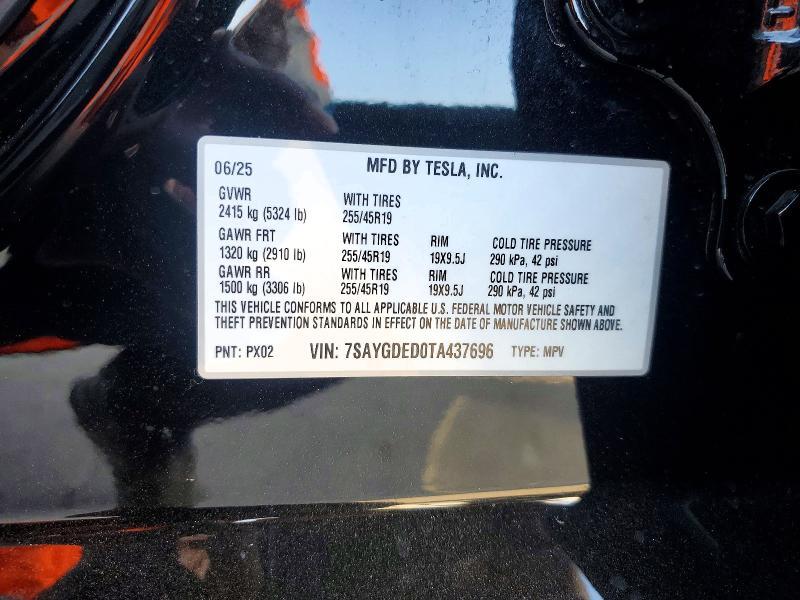 06/25 MFD BY TESLA, INC.
GVWR WITH TIRES
2415 kg (5324 lb) 255/45R19
GAWR FRT WITH TIRES RIM COLD TIRE PRESSURE
1320 kg (2910 lb) 255/45R19 19X9.5J 290 kPa, 42 psi
GAWR RR WITH TIRES RIM COLD TIRE PRESSURE
1500 kg (3306 lb) 255/45R19 19X9.5J 290 kPa, 42 psi
THIS VEHICLE CONFORMS TO ALL APPLICABLE U.S. FEDERAL MOTOR VEHICLE SAFETY AND
THEFT PREVENTION STANDARDS IN EFFECT ON THE DATE OF MANUFACTURE SHOWN ABOVE.
PNT: PX02 VIN: 7SAYGDED0TA437696 TYPE: MPV